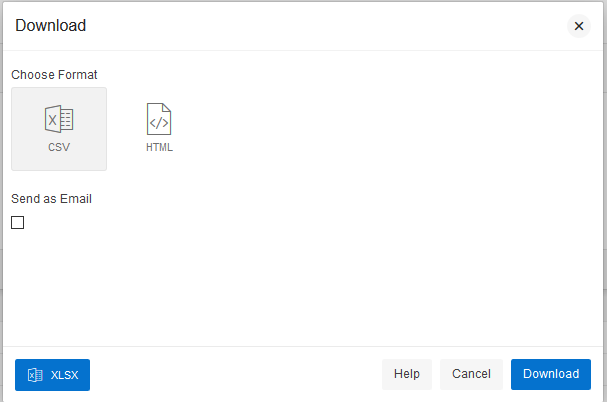 Download
Choose Format
CSV
HTML
Send as Email
XLSX
Help
Cancel
Download